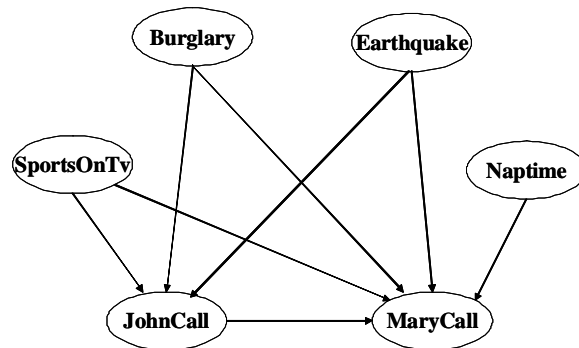 Burglary
Earthquake
SportsOnTv
Naptime
JohnCall
MaryCall